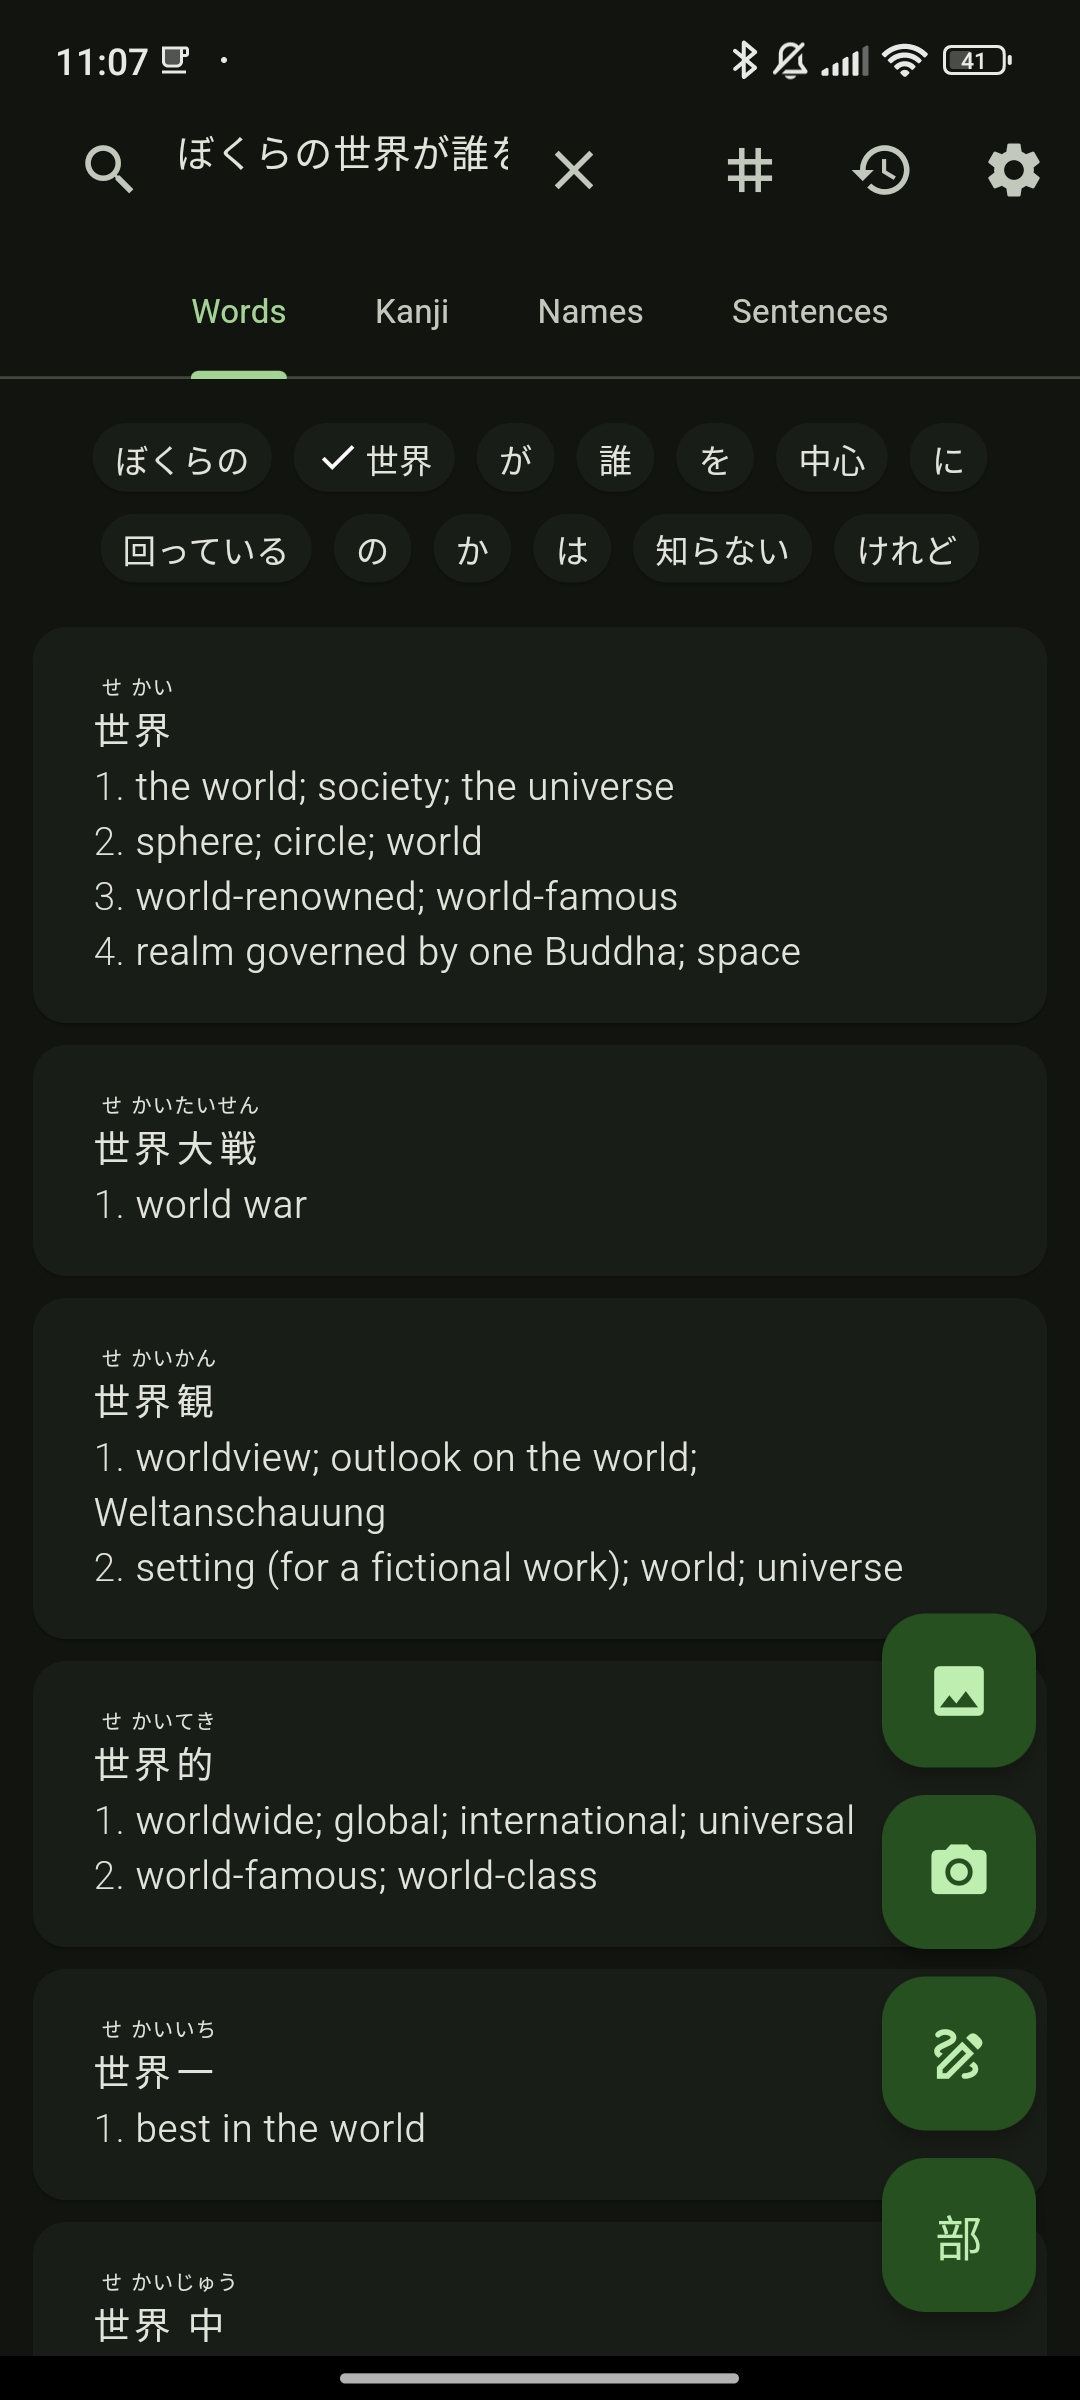 11:07
41
ぼくらの世界が誰を
Words Kanji Names Sentences
ぼくらの 世界 が 誰 を 中心 に
回っている の か は 知らない けれど
せ かい
世界
1. the world; society; the universe
2. sphere; circle; world
3. world-renowned; world-famous
4. realm governed by one Buddha; space
せ かいたいせん
世界大戦
1. world war
せ かいかん
世界観
1. worldview; outlook on the world;
Weltanschauung
2. setting (for a fictional work); world; universe
せ かいてき
世界的
1. worldwide; global; international; universal
2. world-famous; world-class
せ かいいち
世界一
1. best in the world
部
せ かいじゅう
世界中